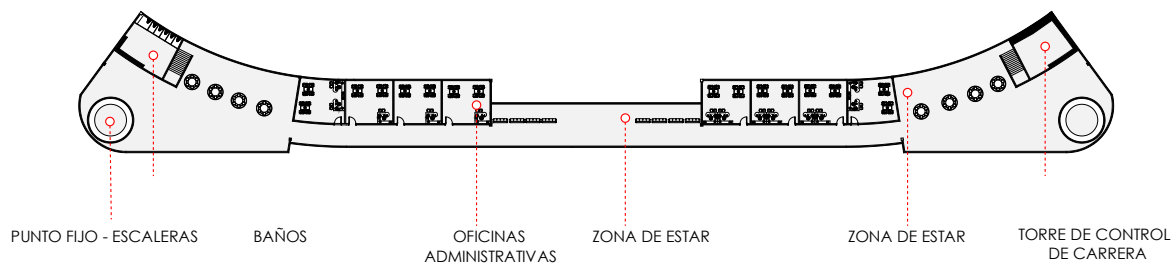 PUNTO FIJO - ESCALERAS
BAÑOS
OFICINAS
ADMINISTRATIVAS
ZONA DE ESTAR
ZONA DE ESTAR
TORRE DE CONTROL
DE CARRERA